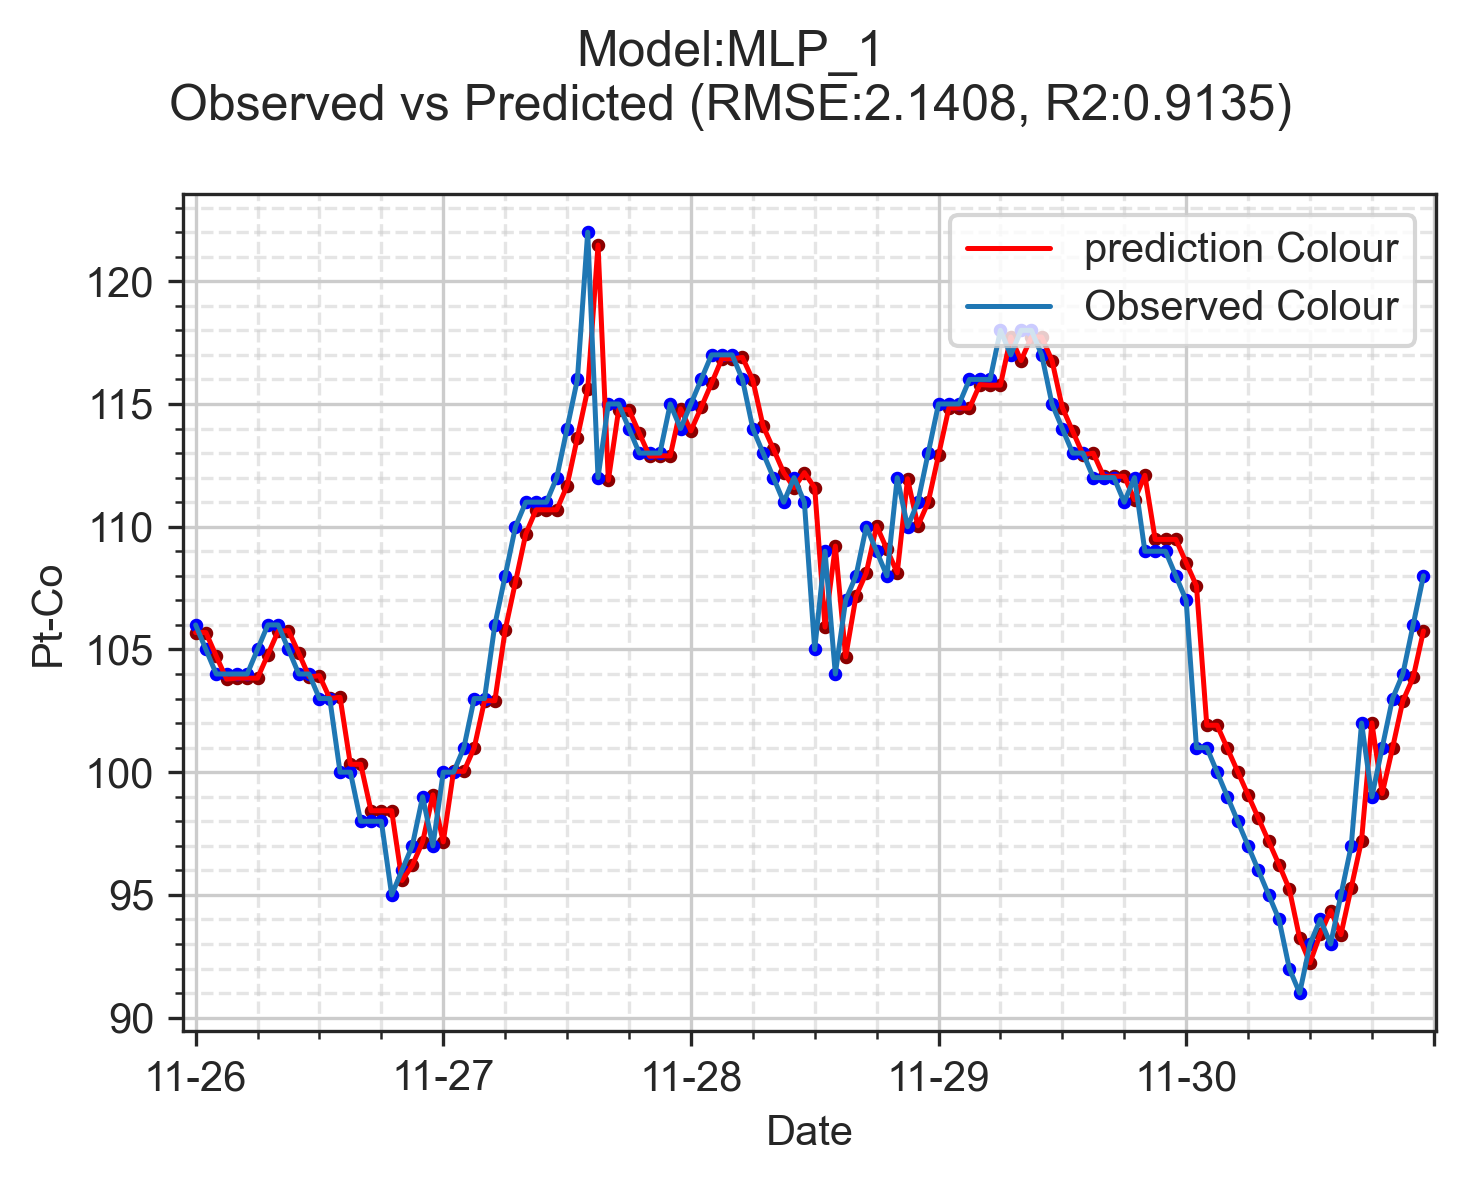 Model:MLP_1
Observed vs Predicted (RMSE:2.1408, R2:0.9135)
prediction Colour
Observed Colour
120
115
110
105
100
95
90
Pt-Co
11-26 11-27 11-28 11-29 11-30
Date